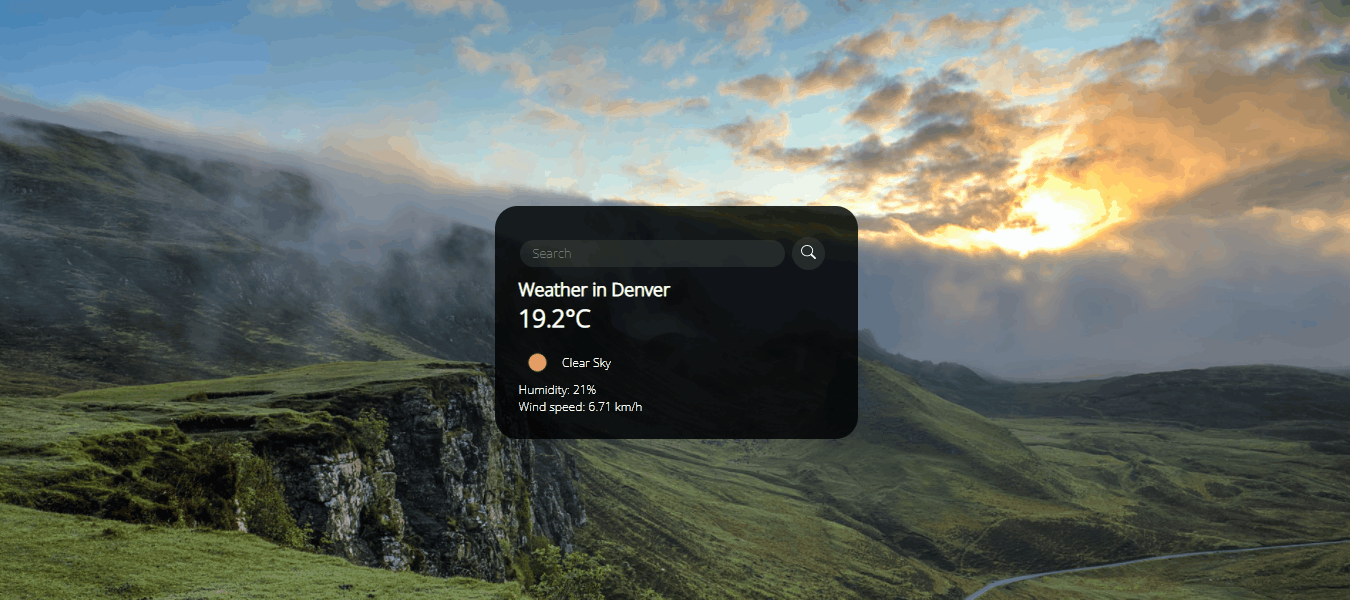 Search
Weather in Denver
19.2°C
Clear Sky
Humidity: 21%
Wind speed: 6.71 km/h